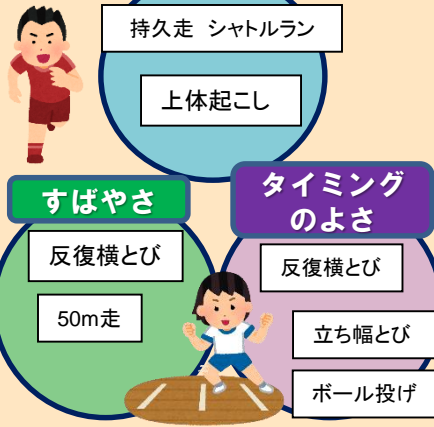 持久走 シャトルラン
上体起こし
すばやさ
反復横とび
50m走
タイミング
のよさ
反復横とび
立ち幅とび
ボール投げ